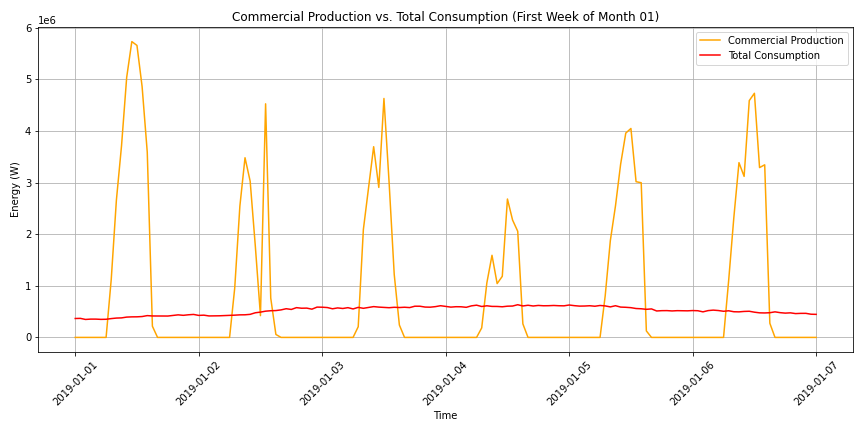 Commercial Production vs. Total Consumption (First Week of Month 01)
1e6
Commercial Production
Total Consumption
6
5
4
3
2
1
0
Energy (W)
2019-01-01
2019-01-02
2019-01-03
2019-01-04
2019-01-05
2019-01-06
2019-01-07
Time